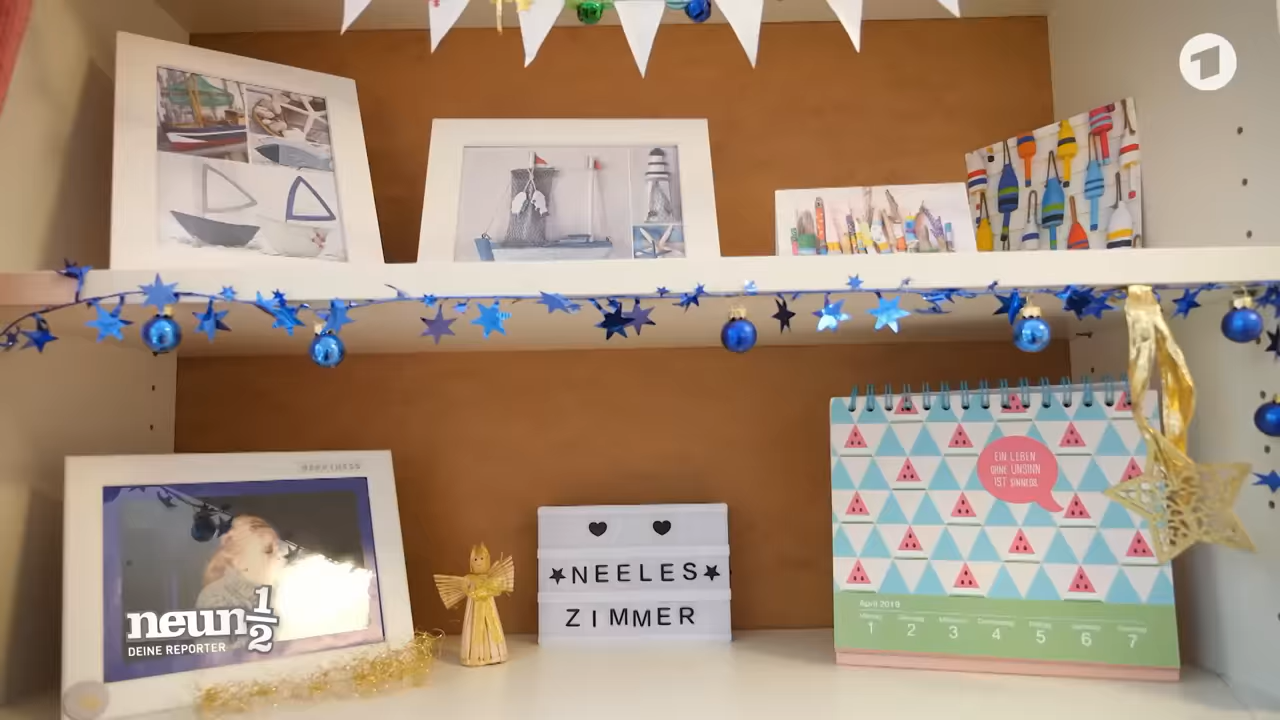 neun 1/2
DEINE REPORTER
★NEELES★
ZIMMER
EIN LEBEN
OHNE UNSINN
IST SINNLOS.
April 2019
1 2 3 4 5 6 7